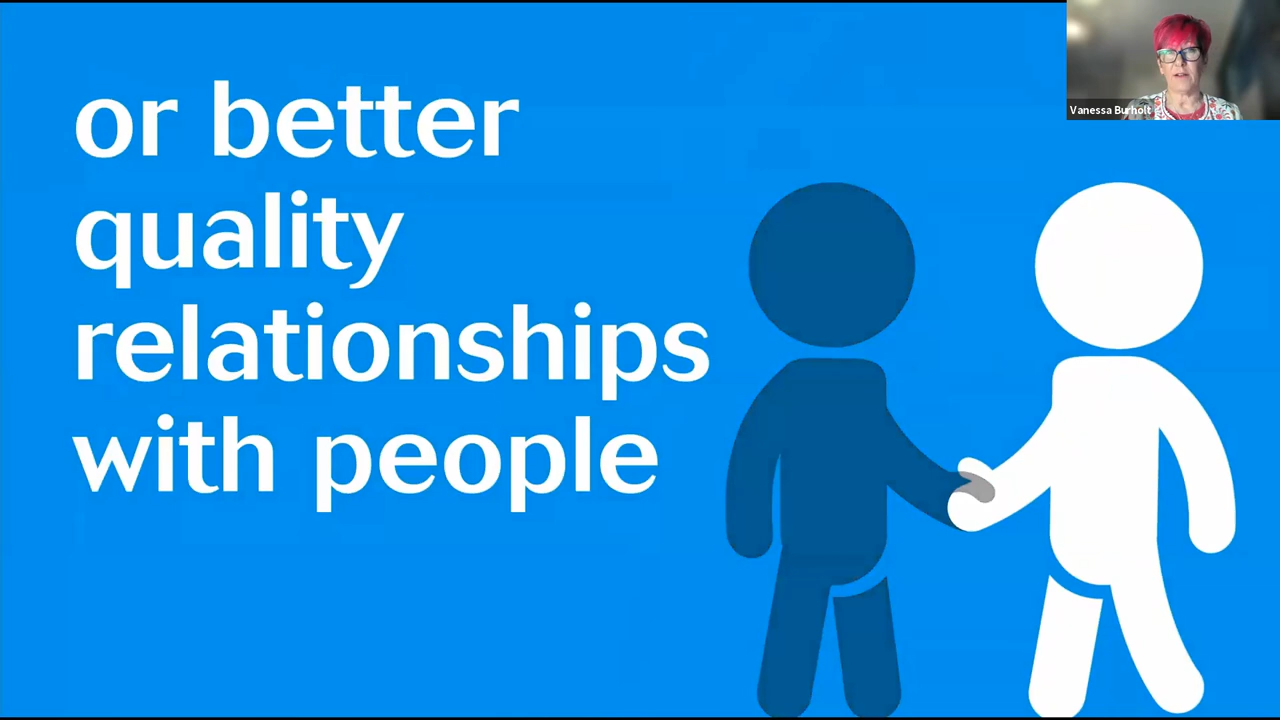 or better
quality
relationships
with people
Vanessa Burholt